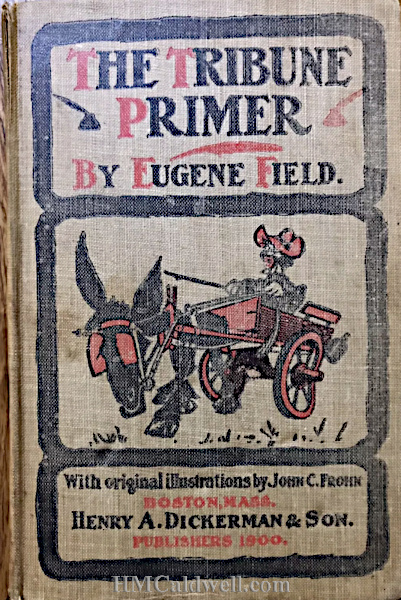 THE TRIBUNE
PRIMER
BY EUGENE FIELD.
With original illustrations by JOHN C. FROHN
BOSTON, MASS.
HENRY A. DICKERMAN & SON.
PUBLISHERS 1900.
HMCaldwell.com